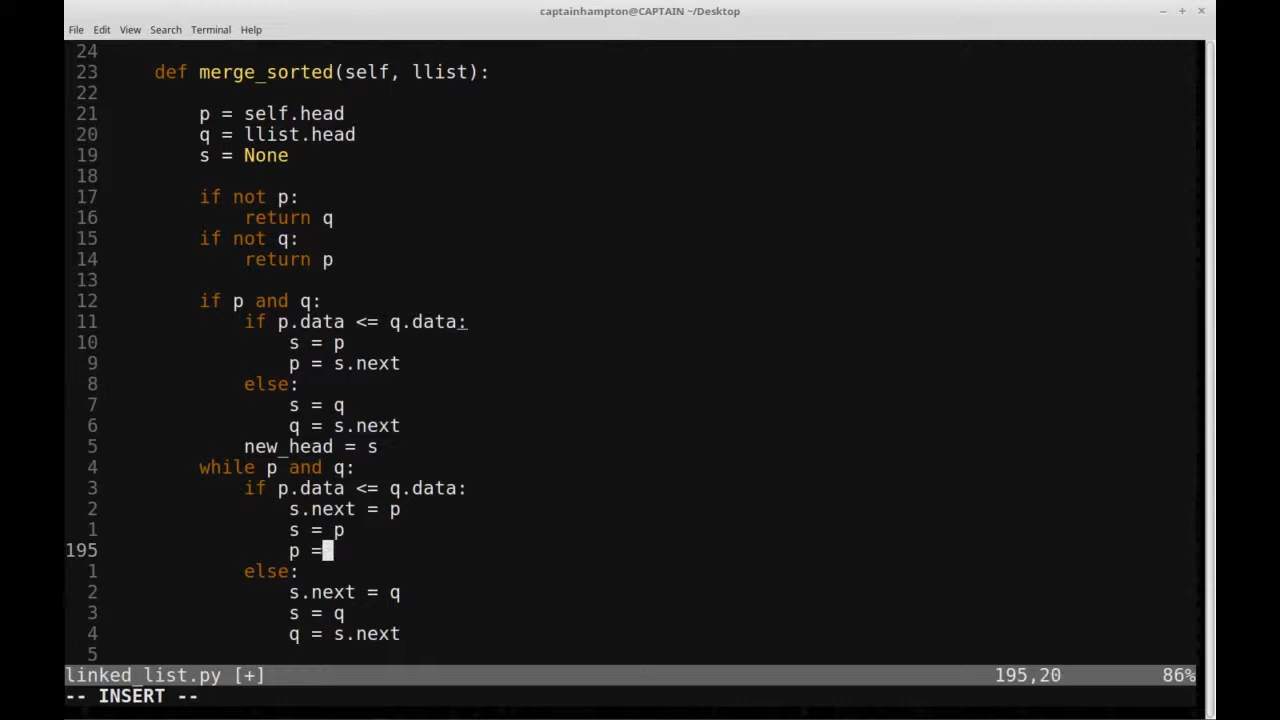 captainhampton@CAPTAIN ~/Desktop
File Edit View Search Terminal Help
24
23     def merge_sorted(self, llist):
22
21         p = self.head
20         q = llist.head
19         s = None
18
17         if not p:
16             return q
15         if not q:
14             return p
13
12         if p and q:
11             if p.data <= q.data:
10                 s = p
9                 p = s.next
8             else:
7                 s = q
6                 q = s.next
5             new_head = s
4         while p and q:
3             if p.data <= q.data:
2                 s.next = p
1                 s = p
195                 p =
1             else:
2                 s.next = q
3                 s = q
4                 q = s.next
5
linked_list.py [+] 195,20 86%
-- INSERT --